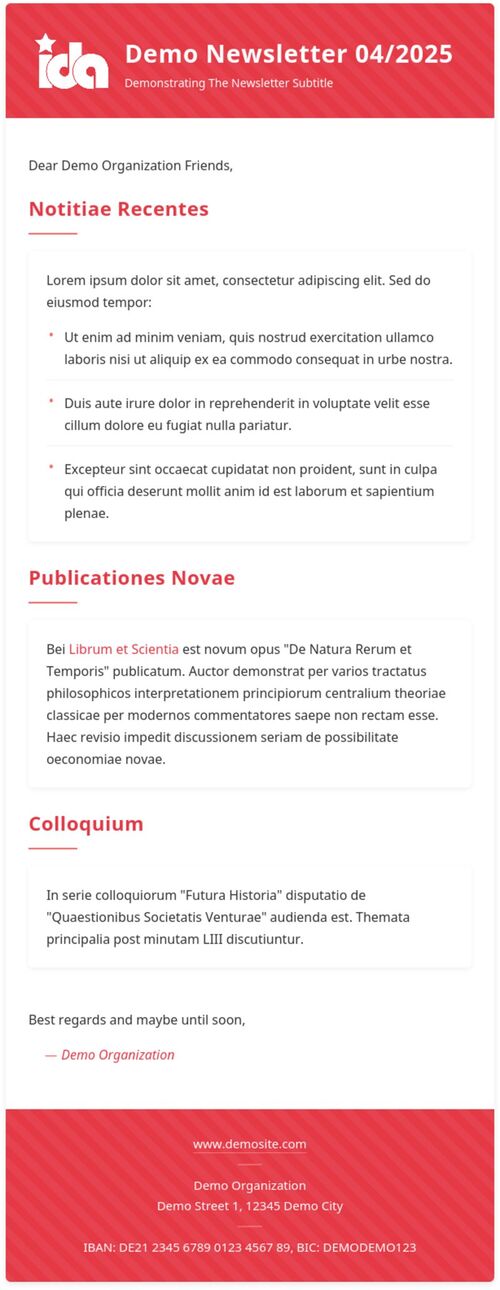 ida
Demo Newsletter 04/2025
Demonstrating The Newsletter Subtitle
Dear Demo Organization Friends,
Notitiae Recentes
Lorem ipsum dolor sit amet, consectetur adipiscing elit. Sed do
eiusmod tempor:
* Ut enim ad minim veniam, quis nostrud exercitation ullamco
laboris nisi ut aliquip ex ea commodo consequat in urbe nostra.
* Duis aute irure dolor in reprehenderit in voluptate velit esse
cillum dolore eu fugiat nulla pariatur.
* Excepteur sint occaecat cupidatat non proident, sunt in culpa
qui officia deserunt mollit anim id est laborum et sapientium
plenae.
Publicationes Novae
Bei Librum et Scientia est novum opus "De Natura Rerum et
Temporis" publicatum. Auctor demonstrat per varios tractatus
philosophicos interpretationem principiorum centralium theoriae
classicae per modernos commentatores saepe non rectam esse.
Haec revisio impedit discussionem seriam de possibilitate
oeconomiae novae.
Colloquium
In serie colloquiorum "Futura Historia" disputatio de
"Quaestionibus Societatis Venturae" audienda est. Themata
principalia post minutam LIII discutiuntur.
Best regards and maybe until soon,
— Demo Organization
www.demosite.com
Demo Organization
Demo Street 1, 12345 Demo City
IBAN: DE21 2345 6789 0123 4567 89, BIC: DEMODEMO123